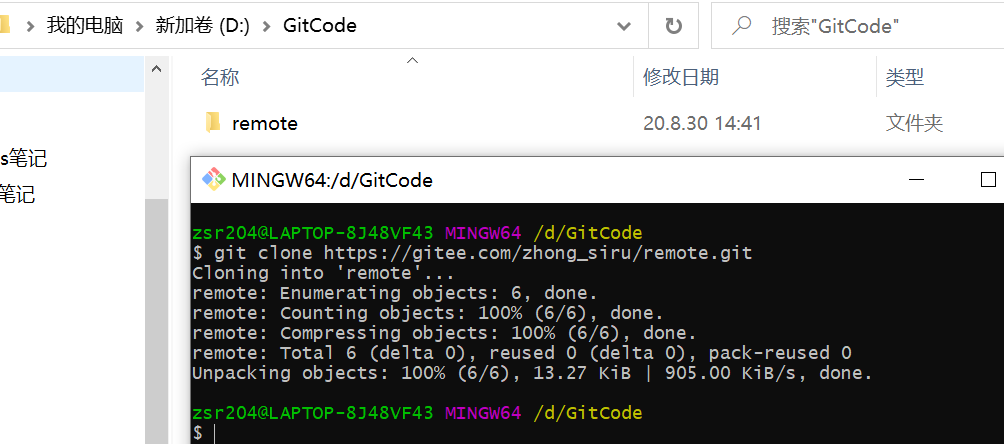 我的电脑 > 新加卷 (D:) > GitCode
搜索"GitCode"
名称 修改日期 类型
remote 20.8.30 14:41 文件夹
s笔记
笔记
MINGW64:/d/GitCode
zsr204@LAPTOP-8J48VF43 MINGW64 /d/GitCode
$ git clone https://gitee.com/zhong_siru/remote.git
Cloning into 'remote'...
remote: Enumerating objects: 6, done.
remote: Counting objects: 100% (6/6), done.
remote: Compressing objects: 100% (6/6), done.
remote: Total 6 (delta 0), reused 0 (delta 0), pack-reused 0
Unpacking objects: 100% (6/6), 13.27 KiB | 905.00 KiB/s, done.
zsr204@LAPTOP-8J48VF43 MINGW64 /d/GitCode
$